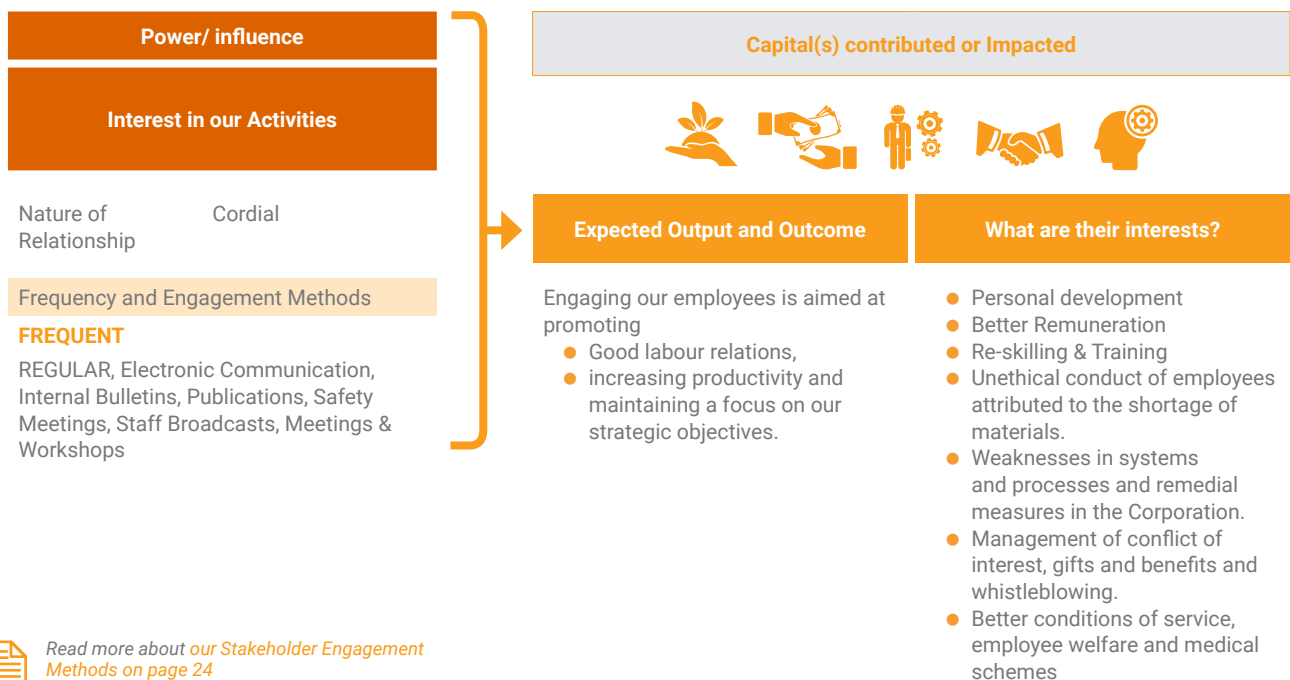 Power/ influence
Interest in our Activities
Nature of
Relationship
Cordial
Frequency and Engagement Methods
FREQUENT
REGULAR, Electronic Communication,
Internal Bulletins, Publications, Safety
Meetings, Staff Broadcasts, Meetings &
Workshops
Read more about our Stakeholder Engagement
Methods on page 24
Capital(s) contributed or Impacted
Expected Output and Outcome
Engaging our employees is aimed at
promoting
● Good labour relations,
● increasing productivity and
maintaining a focus on our
strategic objectives.
What are their interests?
● Personal development
● Better Remuneration
● Re-skilling & Training
● Unethical conduct of employees
attributed to the shortage of
materials.
● Weaknesses in systems
and processes and remedial
measures in the Corporation.
● Management of conflict of
interest, gifts and benefits and
whistleblowing.
● Better conditions of service,
employee welfare and medical
schemes